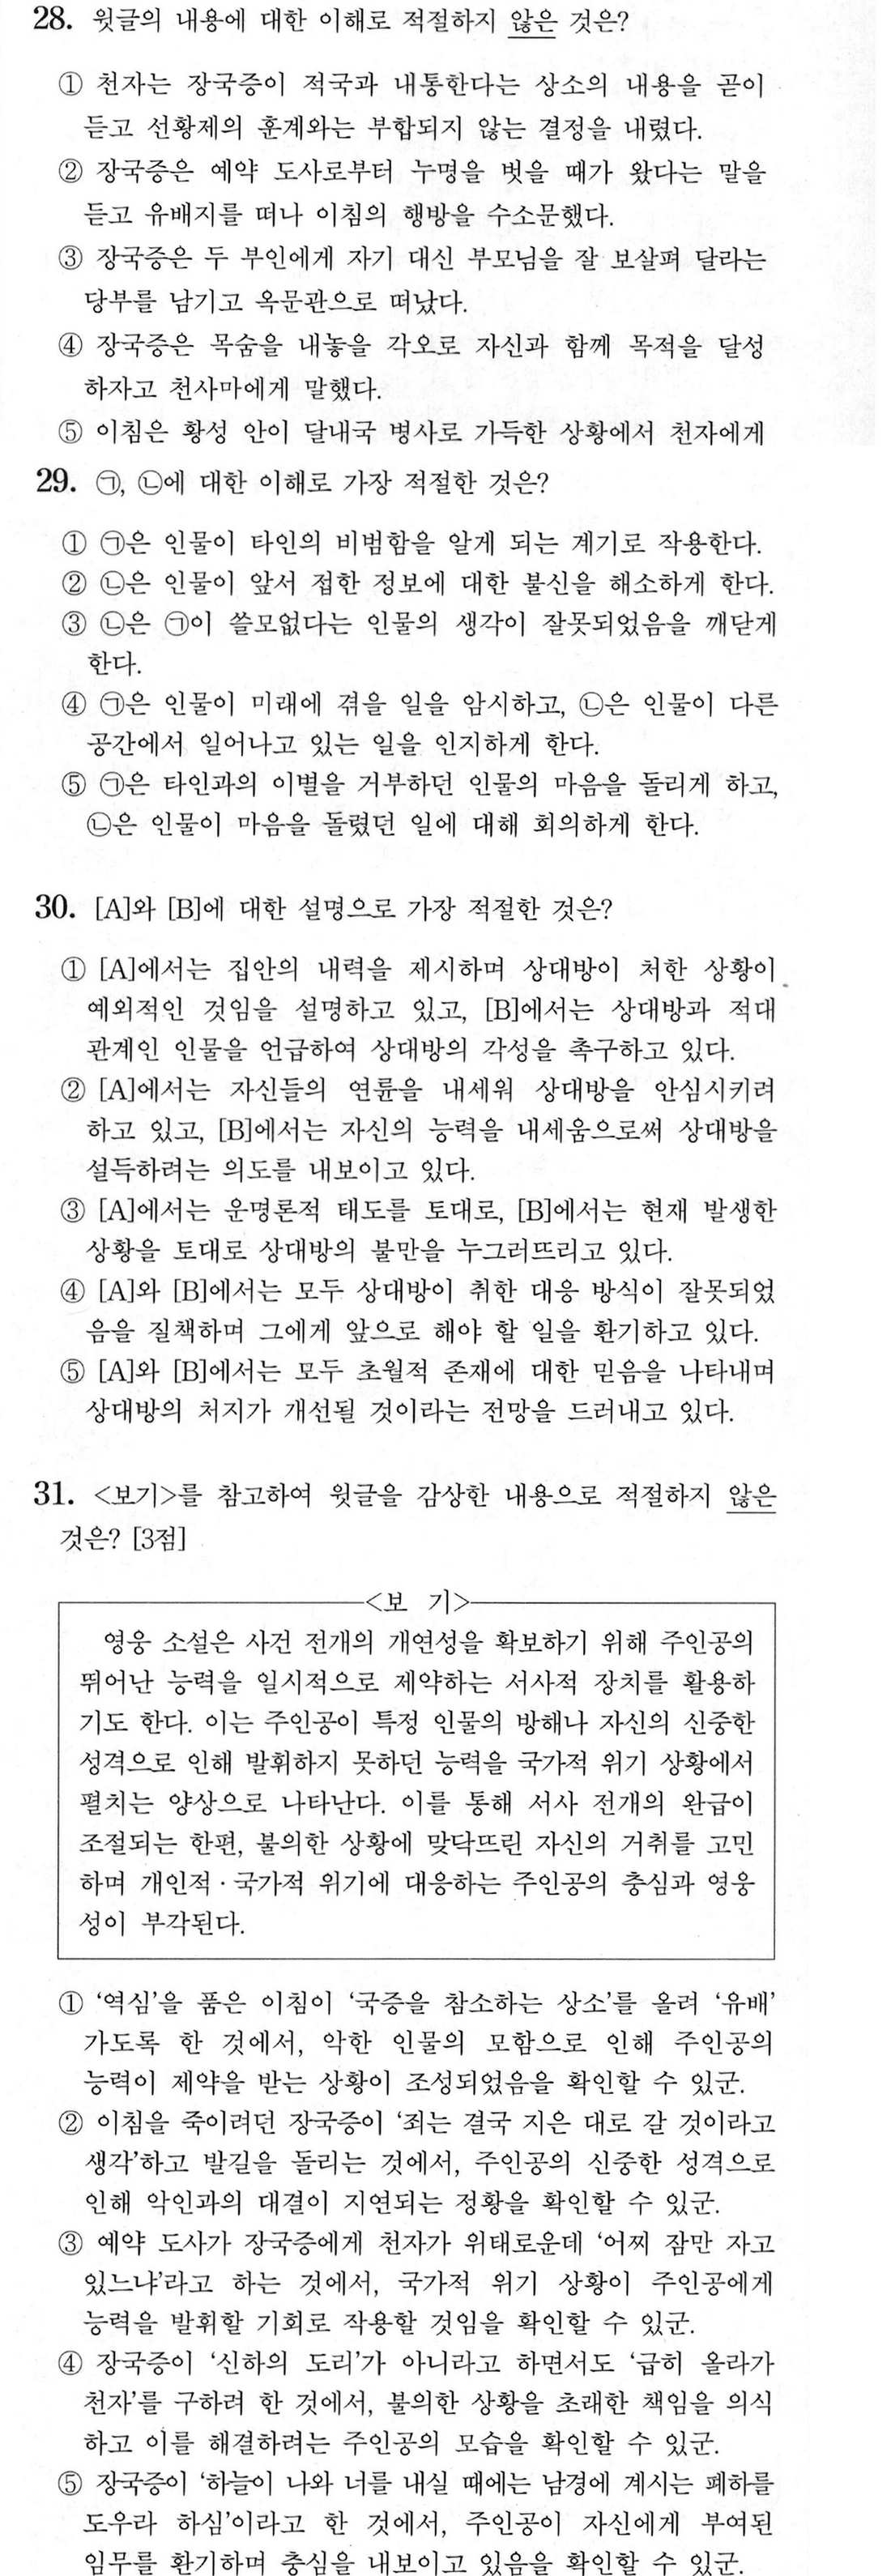 28. 윗글의 내용에 대한 이해로 적절하지 않은 것은?
① 천자는 장국증이 적국과 내통한다는 상소의 내용을 곧이
듣고 선황제의 훈계와는 부합되지 않는 결정을 내렸다.
② 장국증은 예약 도사로부터 누명을 벗을 때가 왔다는 말을
듣고 유배지를 떠나 이침의 행방을 수소문했다.
③ 장국증은 두 부인에게 자기 대신 부모님을 잘 보살펴 달라는
당부를 남기고 옥문관으로 떠났다.
④ 장국증은 목숨을 내놓을 각오로 자신과 함께 목적을 달성
하자고 천사마에게 말했다.
⑤ 이침은 황성 안이 달내국 병사로 가득한 상황에서 천자에게
29. ㉠, ㉡에 대한 이해로 가장 적절한 것은?
① ㉠은 인물이 타인의 비범함을 알게 되는 계기로 작용한다.
② ㉡은 인물이 앞서 접한 정보에 대한 불신을 해소하게 한다.
③ ㉡은 ㉠이 쓸모없다는 인물의 생각이 잘못되었음을 깨닫게
한다.
④ ㉠은 인물이 미래에 겪을 일을 암시하고, ㉡은 인물이 다른
공간에서 일어나고 있는 일을 인지하게 한다.
⑤ ㉠은 타인과의 이별을 거부하던 인물의 마음을 돌리게 하고,
㉡은 인물이 마음을 돌렸던 일에 대해 회의하게 한다.
30. [A]와 [B]에 대한 설명으로 가장 적절한 것은?
① [A]에서는 집안의 내력을 제시하며 상대방이 처한 상황이
예외적인 것임을 설명하고 있고, [B]에서는 상대방과 적대
관계인 인물을 언급하여 상대방의 각성을 촉구하고 있다.
② [A]에서는 자신들의 연륜을 내세워 상대방을 안심시키려
하고 있고, [B]에서는 자신의 능력을 내세움으로써 상대방을
설득하려는 의도를 내보이고 있다.
③ [A]에서는 운명론적 태도를 토대로, [B]에서는 현재 발생한
상황을 토대로 상대방의 불만을 누그러뜨리고 있다.
④ [A]와 [B]에서는 모두 상대방이 취한 대응 방식이 잘못되었
음을 질책하며 그에게 앞으로 해야 할 일을 환기하고 있다.
⑤ [A]와 [B]에서는 모두 초월적 존재에 대한 믿음을 나타내며
상대방의 처지가 개선될 것이라는 전망을 드러내고 있다.
31. <보기>를 참고하여 윗글을 감상한 내용으로 적절하지 않은
것은? [3점]
<보 기>
영웅 소설은 사건 전개의 개연성을 확보하기 위해 주인공의
뛰어난 능력을 일시적으로 제약하는 서사적 장치를 활용하
기도 한다. 이는 주인공이 특정 인물의 방해나 자신의 신중한
성격으로 인해 발휘하지 못하던 능력을 국가적 위기 상황에서
펼치는 양상으로 나타난다. 이를 통해 서사 전개의 완급이
조절되는 한편, 불의한 상황에 맞닥뜨린 자신의 거취를 고민
하며 개인적·국가적 위기에 대응하는 주인공의 충심과 영웅
성이 부각된다.
① ‘역심’을 품은 이침이 ‘국증을 참소하는 상소’를 올려 ‘유배’
가도록 한 것에서, 악한 인물의 모함으로 인해 주인공의
능력이 제약을 받는 상황이 조성되었음을 확인할 수 있군.
② 이침을 죽이려던 장국증이 ‘죄는 결국 지은 대로 갈 것이라고
생각’하고 발길을 돌리는 것에서, 주인공의 신중한 성격으로
인해 악인과의 대결이 지연되는 정황을 확인할 수 있군.
③ 예약 도사가 장국증에게 천자가 위태로운데 ‘어찌 잠만 자고
있느냐’라고 하는 것에서, 국가적 위기 상황이 주인공에게
능력을 발휘할 기회로 작용할 것임을 확인할 수 있군.
④ 장국증이 ‘신하의 도리’가 아니라고 하면서도 ‘급히 올라가
천자’를 구하려 한 것에서, 불의한 상황을 초래한 책임을 의식
하고 이를 해결하려는 주인공의 모습을 확인할 수 있군.
⑤ 장국증이 ‘하늘이 나와 너를 내실 때에는 남경에 계시는 폐하를
도우라 하심’이라고 한 것에서, 주인공이 자신에게 부여된
임무를 환기하며 충심을 내보이고 있음을 확인할 수 있군.